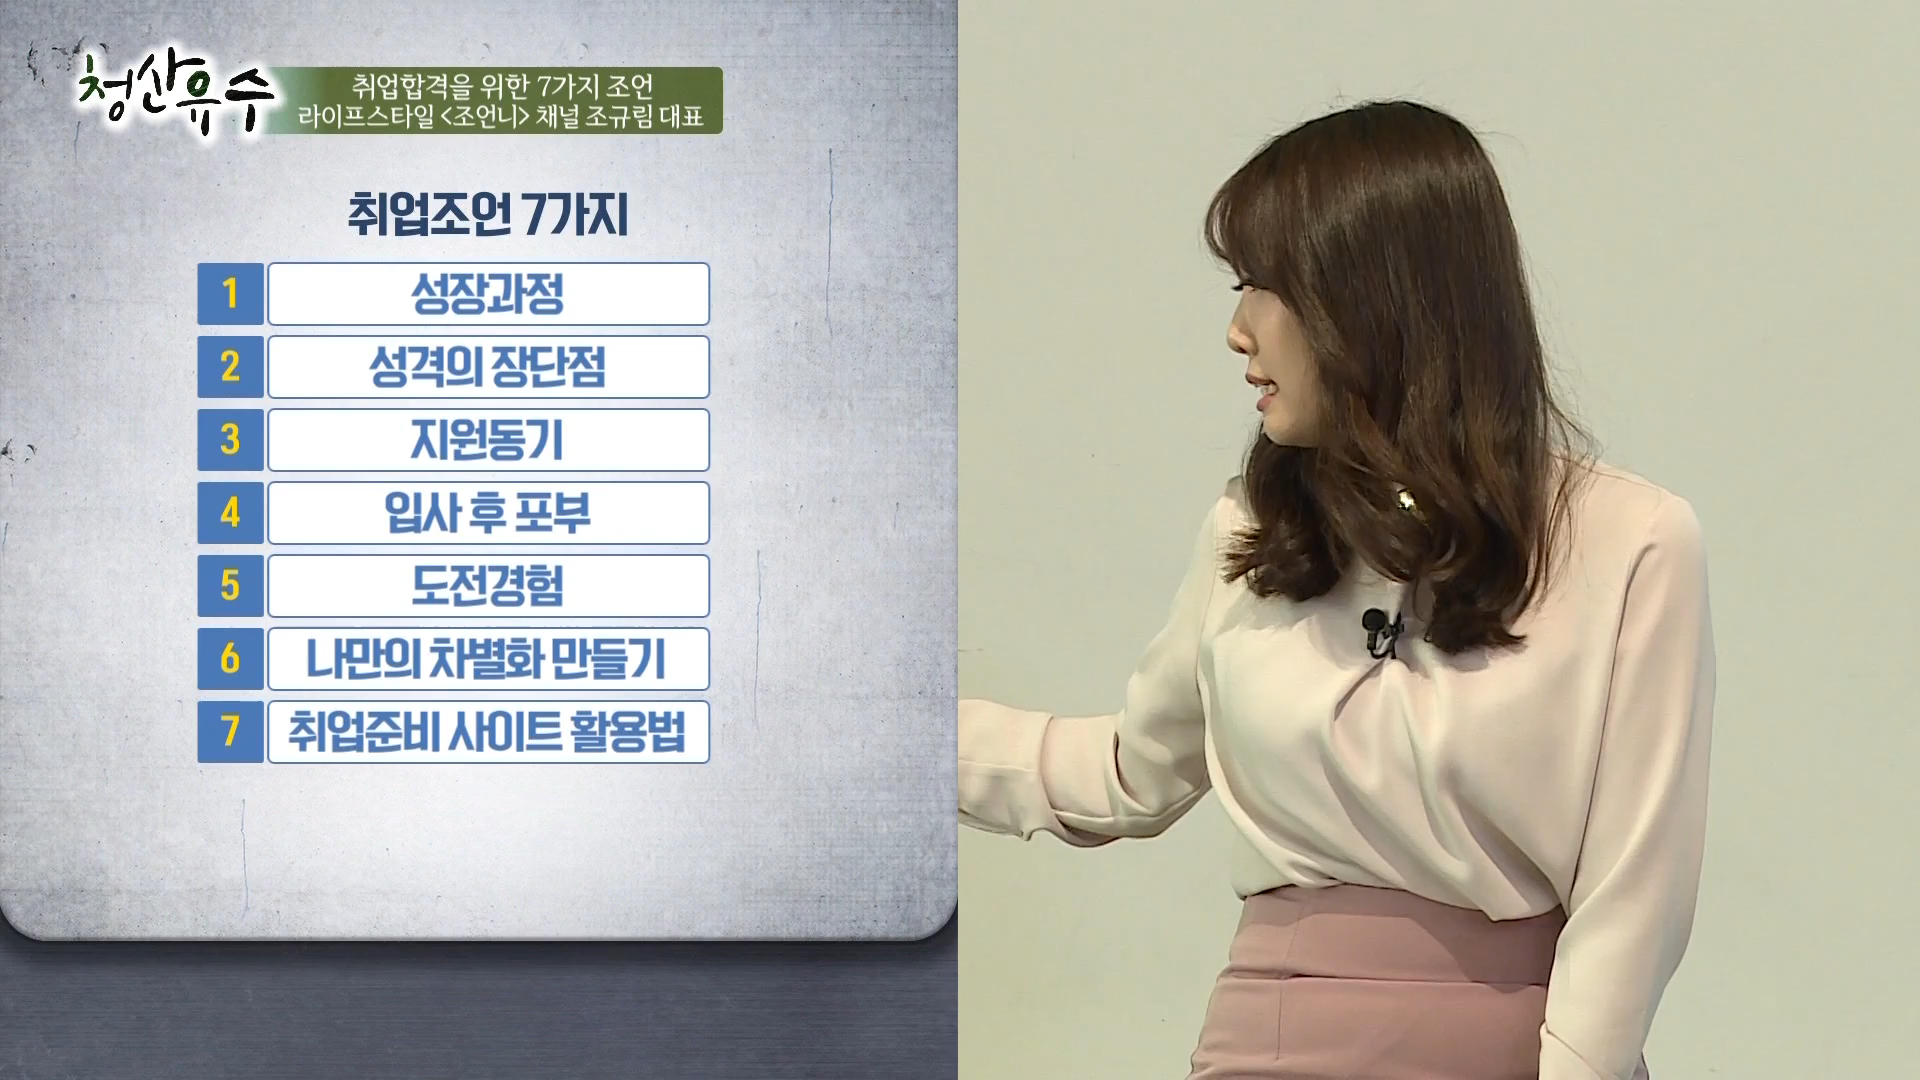 청산유수
취업합격을 위한 7가지 조언
라이프스타일 <조언니> 채널 조규림 대표
취업조언 7가지
1 성장과정
2 성격의 장단점
3 지원동기
4 입사 후 포부
5 도전경험
6 나만의 차별화 만들기
7 취업준비 사이트 활용법